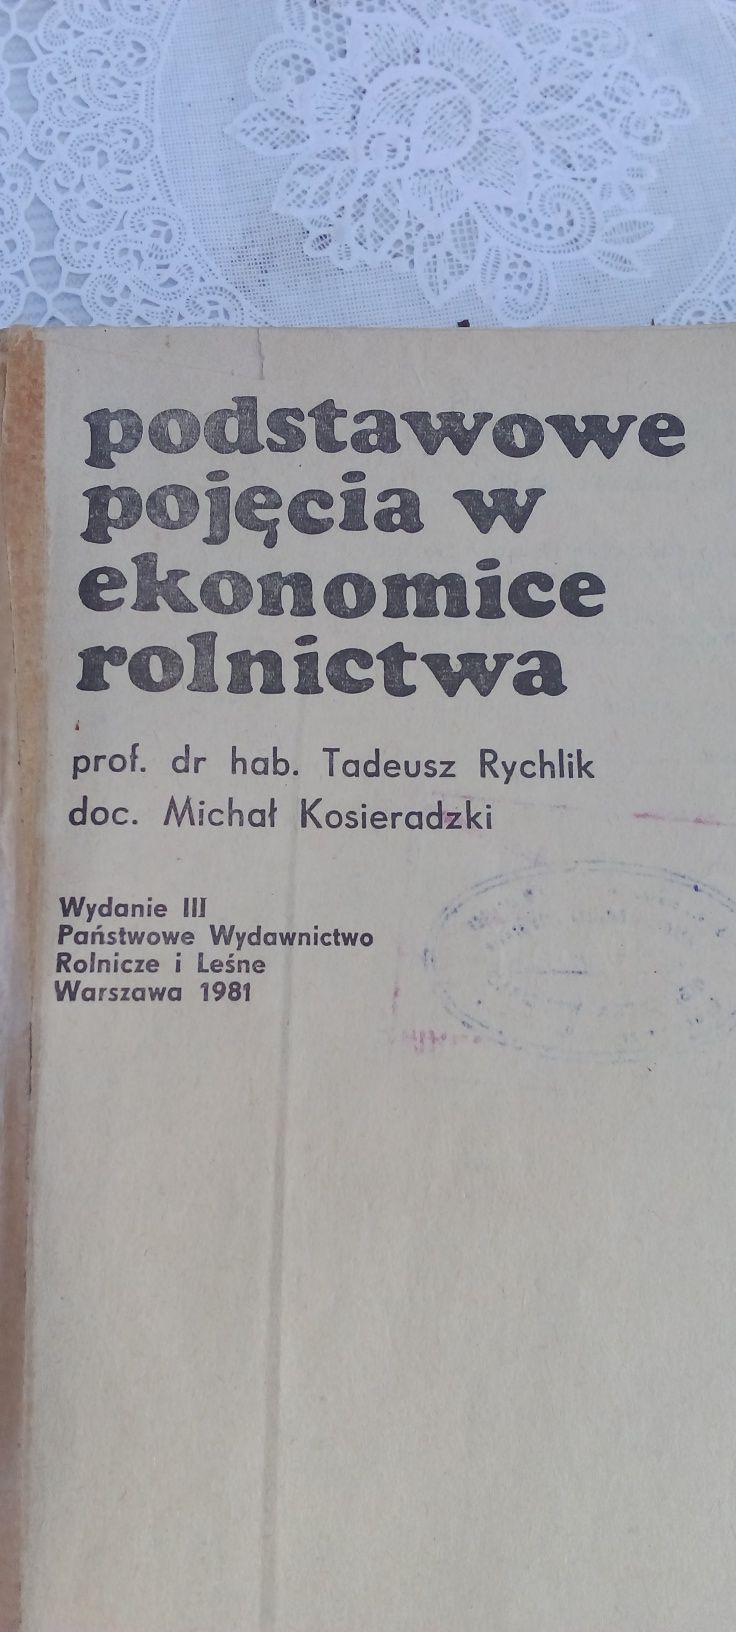 podstawowe
pojęcia w
ekonomice
rolnictwa
prof. dr hab. Tadeusz Rychlik
doc. Michał Kosieradzki
Wydanie III
Państwowe Wydawnictwo
Rolnicze i Leśne
Warszawa 1981